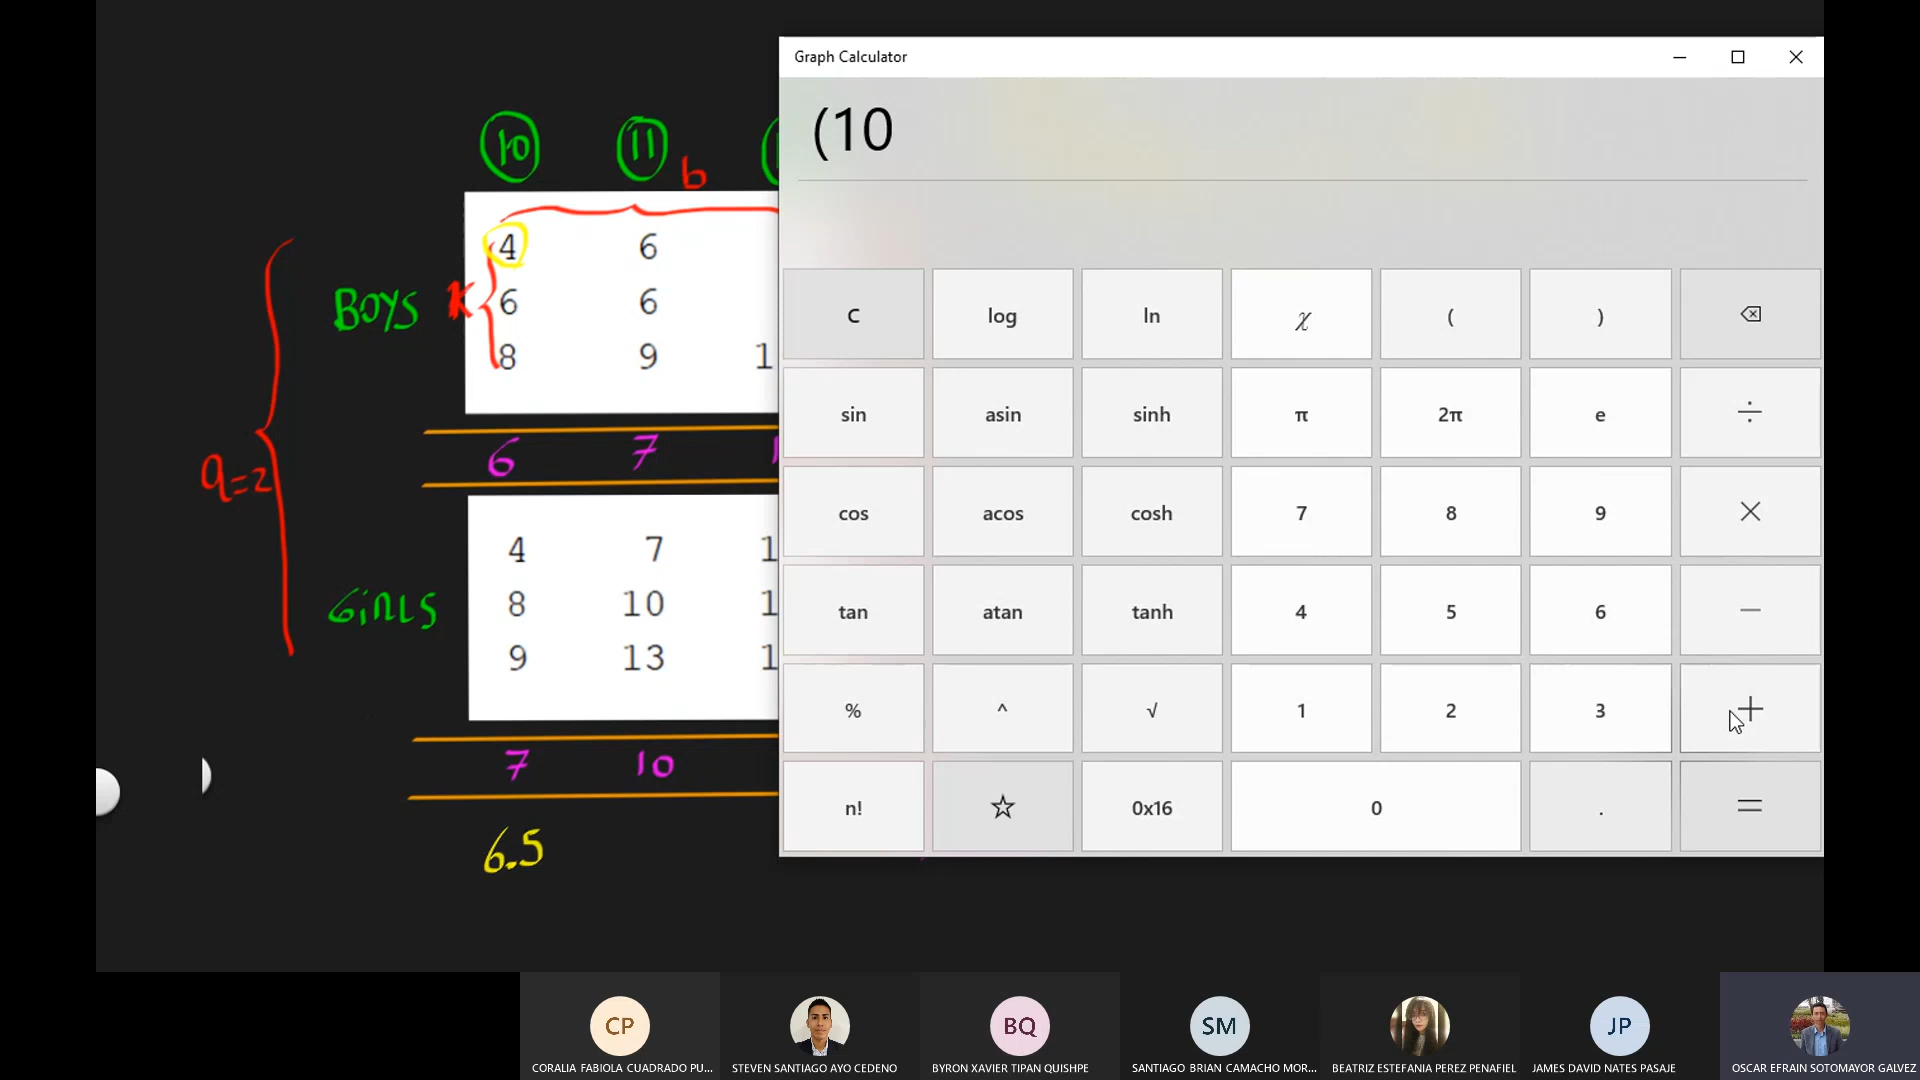 Graph Calculator
(10
10 11
b
4 6
BOYS K 6 6
8 9 1
6 7
a=2
4 7 1
GIRLS 8 10 1
9 13 1
7 10
6.5
C log ln χ ( )
sin asin sinh π 2π e ÷
cos acos cosh 7 8 9 ×
tan atan tanh 4 5 6 −
% ^ √ 1 2 3 +
n! 0x16 0 . =
CP BQ SM JP
CORALIA FABIOLA CUADRADO PU... STEVEN SANTIAGO AYO CEDENO BYRON XAVIER TIPAN QUISHPE SANTIAGO BRIAN CAMACHO MOR... BEATRIZ ESTEFANIA PEREZ PENAFIEL JAMES DAVID NATES PASAJE OSCAR EFRAIN SOTOMAYOR GALVEZ